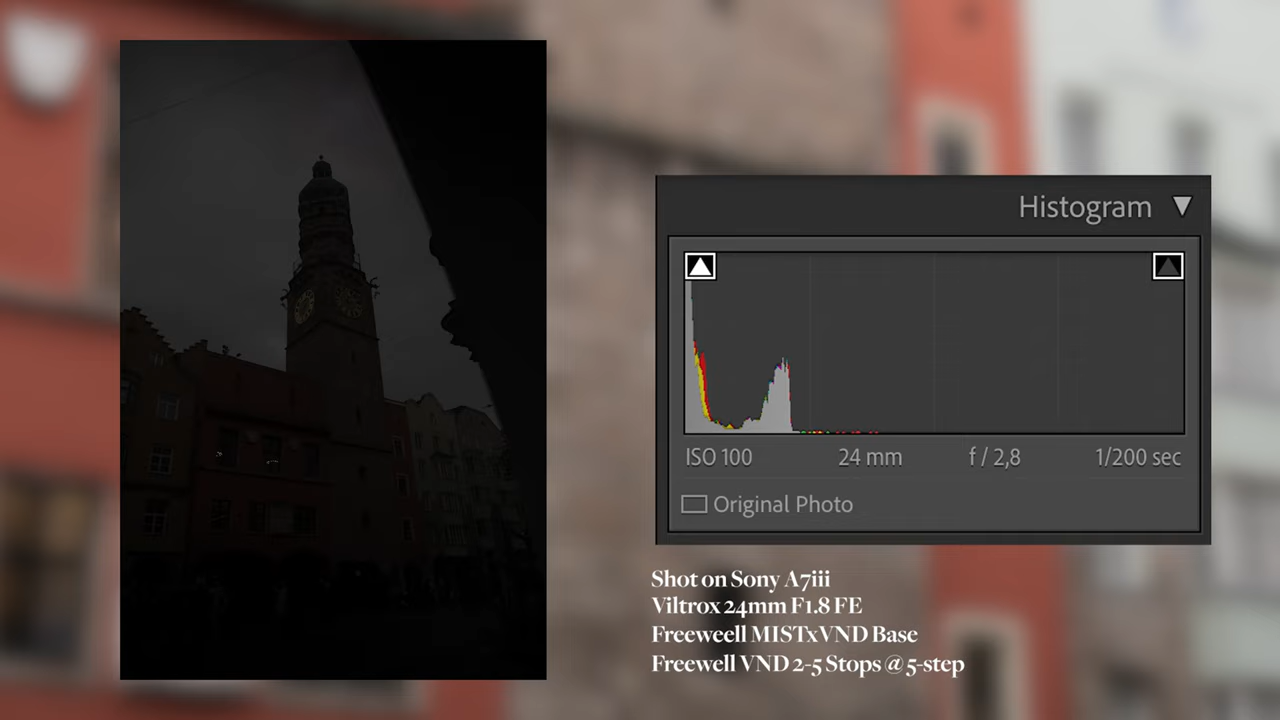 Histogram
ISO 100 24 mm f / 2,8 1/200 sec
Original Photo
Shot on Sony A7iii
Viltrox 24mm F1.8 FE
Freeweell MISTxVND Base
Freewell VND 2-5 Stops @ 5-step